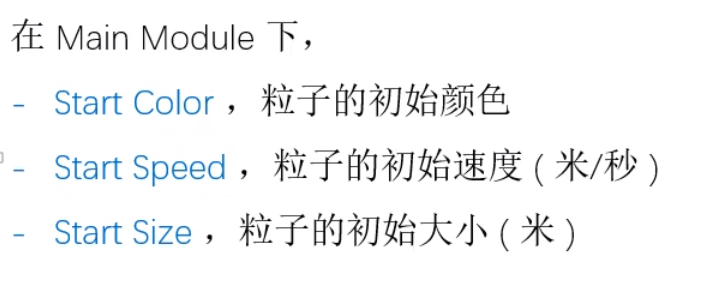 在 Main Module 下，
- Start Color ，粒子的初始颜色
- Start Speed ，粒子的初始速度 ( 米/秒 )
- Start Size ，粒子的初始大小 ( 米 )